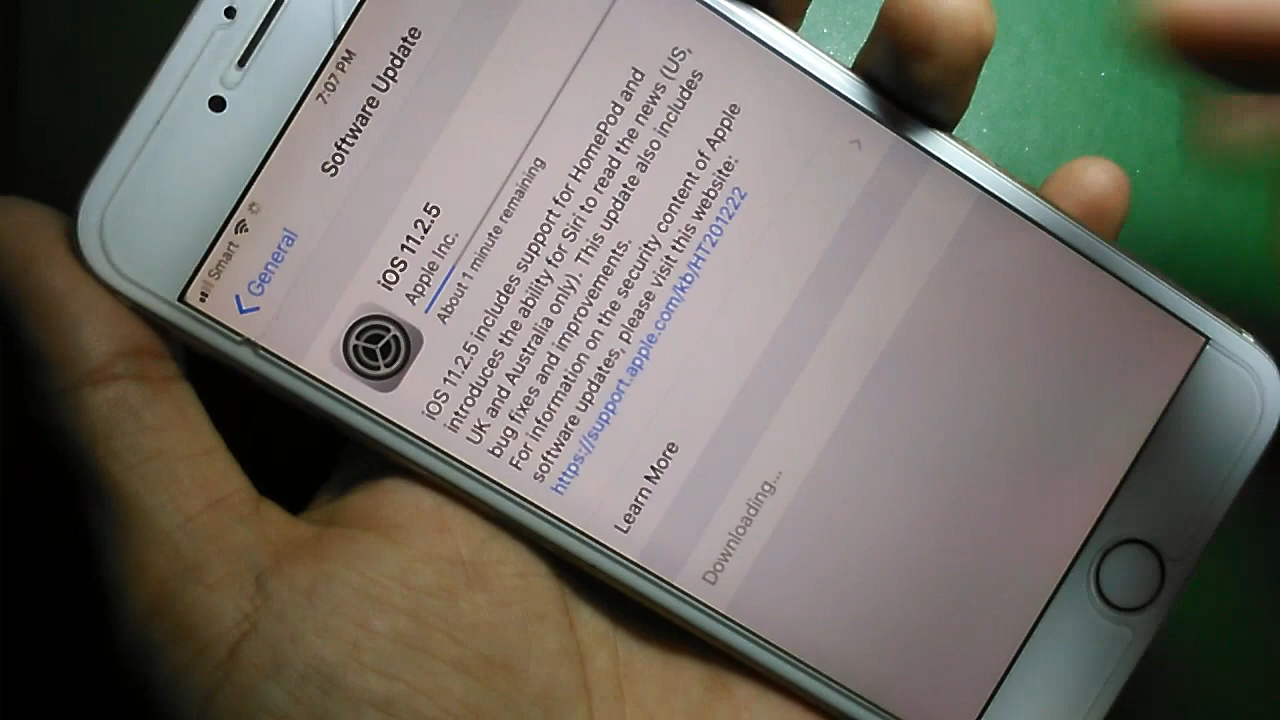 Smart
7:07 PM
General
Software Update
iOS 11.2.5
Apple Inc.
About 1 minute remaining
iOS 11.2.5 includes support for HomePod and
introduces the ability for Siri to read the news (US,
UK and Australia only). This update also includes
bug fixes and improvements.
For information on the security content of Apple
software updates, please visit this website:
https://support.apple.com/kb/HT201222
Learn More
Downloading...